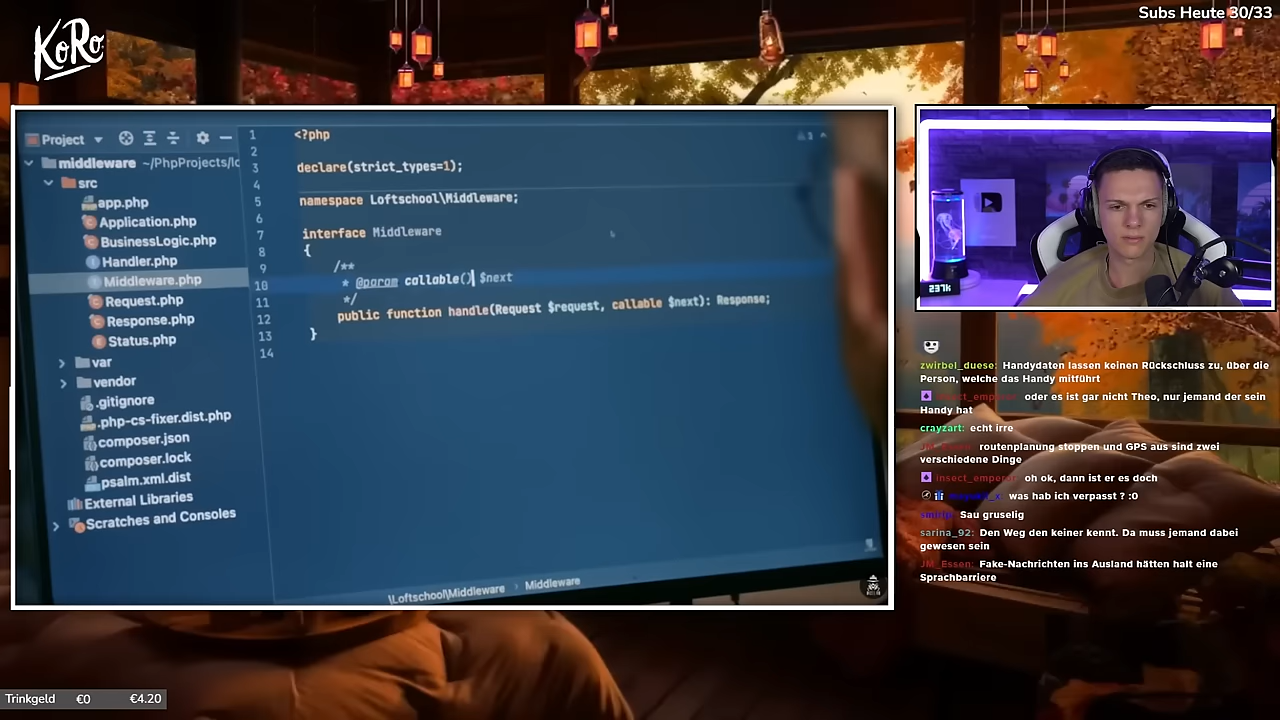 KoRo
Subs Heute 30/33
Project
middleware ~/PhpProjects/lo
src
app.php
Application.php
BusinessLogic.php
Handler.php
Middleware.php
Request.php
Response.php
Status.php
var
vendor
.gitignore
.php-cs-fixer.dist.php
composer.json
composer.lock
psalm.xml.dist
External Libraries
Scratches and Consoles
1 <?php
2
3 declare(strict_types=1);
4
5 namespace Loftschool\Middleware;
6
7 interface Middleware
8 {
9 /**
10 * @param callable() $next
11 */
12 public function handle(Request $request, callable $next): Response;
13 }
14
\Loftschool\Middleware › Middleware
237k
zwirbel_duese: Handydaten lassen keinen Rückschluss zu, über die
Person, welche das Handy mitführt
insect_emperor: oder es ist gar nicht Theo, nur jemand der sein
Handy hat
crayzart: echt irre
JM_Essen: routenplanung stoppen und GPS aus sind zwei
verschiedene Dinge
insect_emperor: oh ok, dann ist er es doch
was hab ich verpasst ? :O
Sau gruselig
sarina_92: Den Weg den keiner kennt. Da muss jemand dabei
gewesen sein
JM_Essen: Fake-Nachrichten ins Ausland hätten halt eine
Sprachbarriere
Trinkgeld €0 €4.20